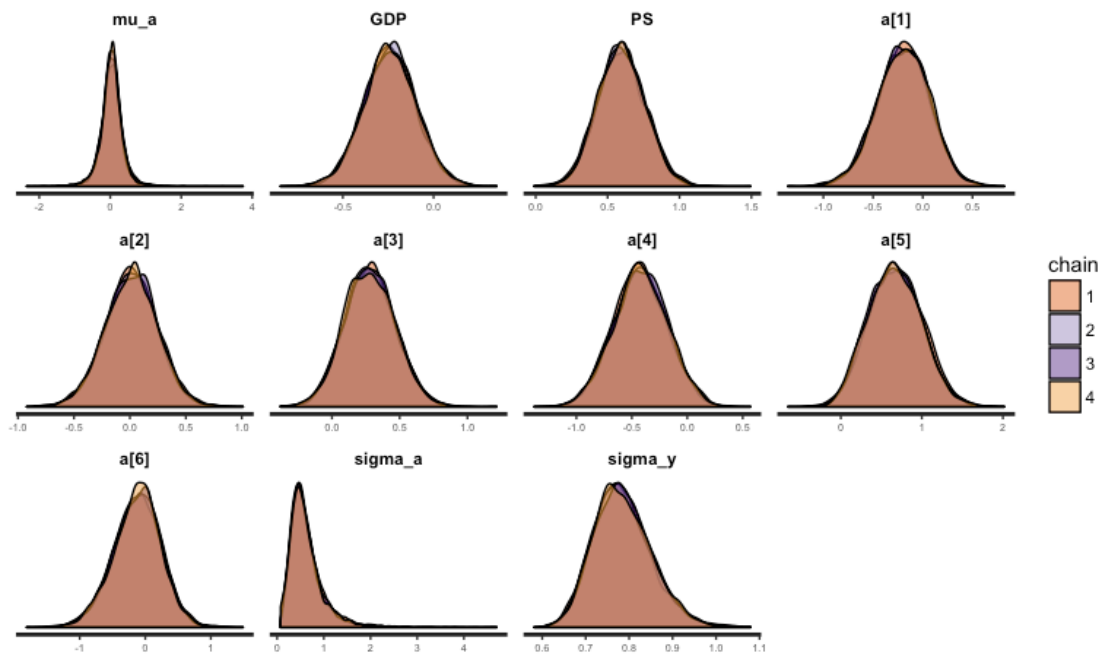 mu_a GDP PS a[1]
-2 0 2 4 -0.5 0.0 0.0 0.5 1.0 1.5 -1.0 -0.5 0.0 0.5
a[2] a[3] a[4] a[5]
chain
1
2
3
4
-1.0 -0.5 0.0 0.5 1.0 0.0 0.5 1.0 -1.0 -0.5 0.0 0.5 0 1 2
a[6] sigma_a sigma_y
-1 0 1 0 1 2 3 4 0.6 0.7 0.8 0.9 1.0 1.1